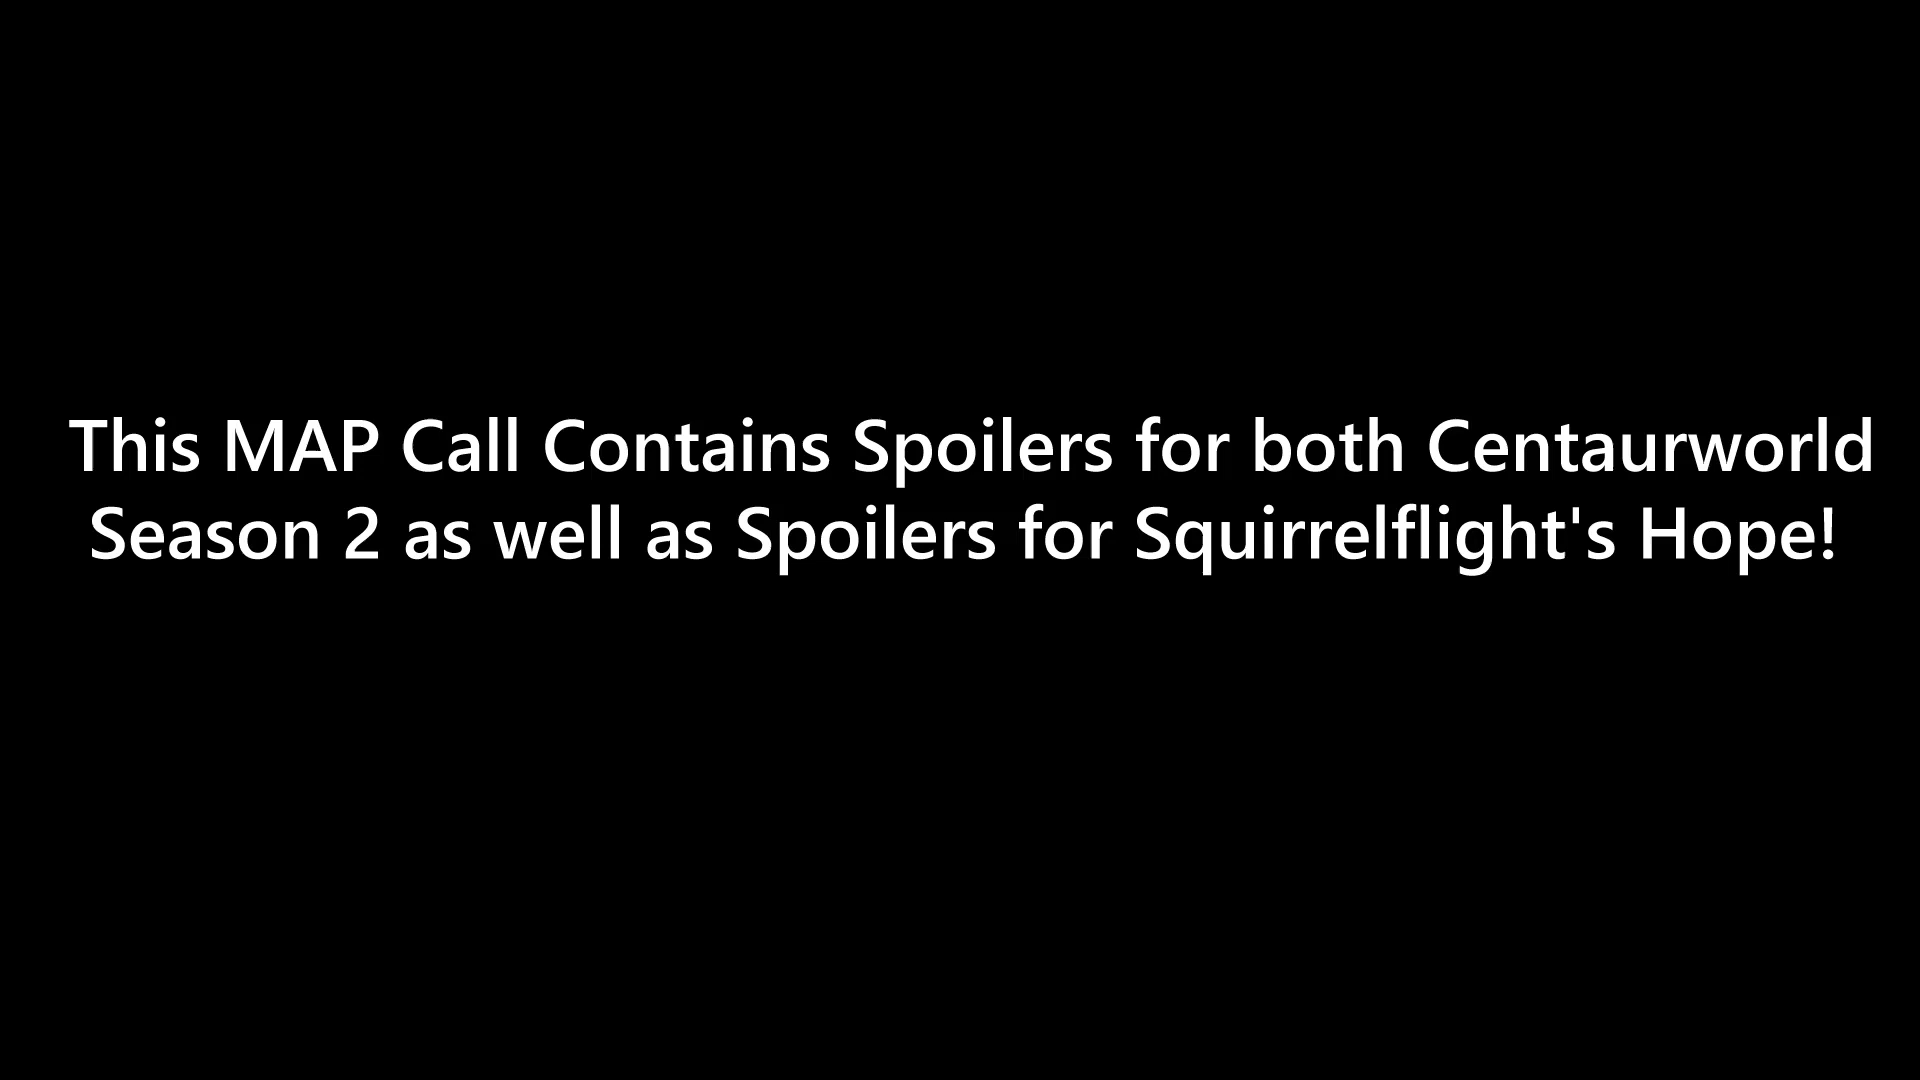 This MAP Call Contains Spoilers for both Centaurworld
Season 2 as well as Spoilers for Squirrelflight's Hope!